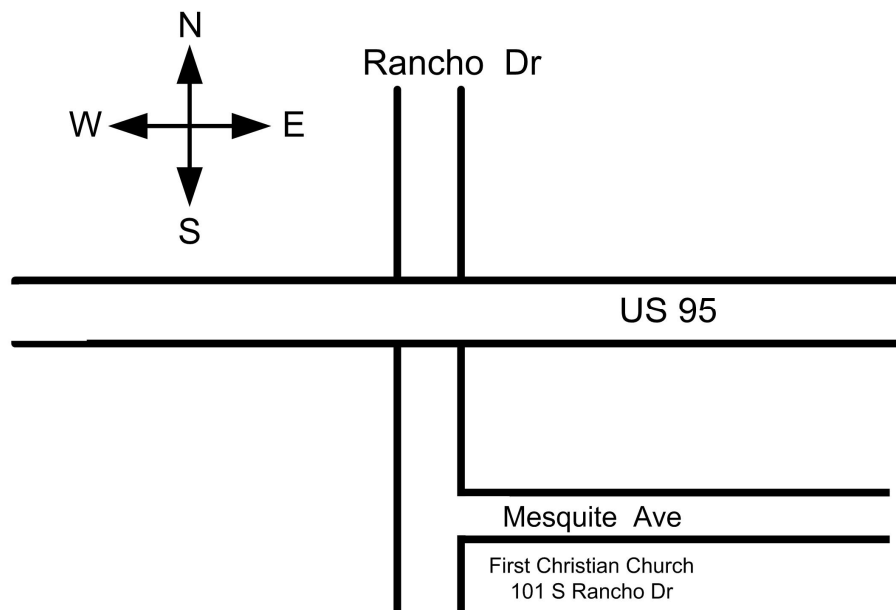 N
Rancho Dr
W E
S
US 95
Mesquite Ave
First Christian Church
101 S Rancho Dr